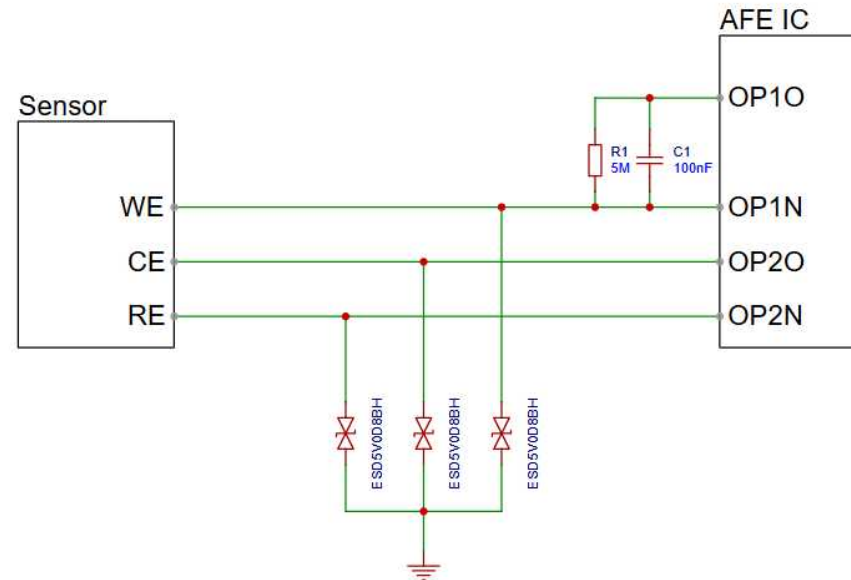 AFE IC
OP1O
Sensor
R1
5M
C1
100nF
WE
OP1N
CE
OP2O
RE
OP2N
ESD5V0D8BH
ESD5V0D8BH
ESD5V0D8BH